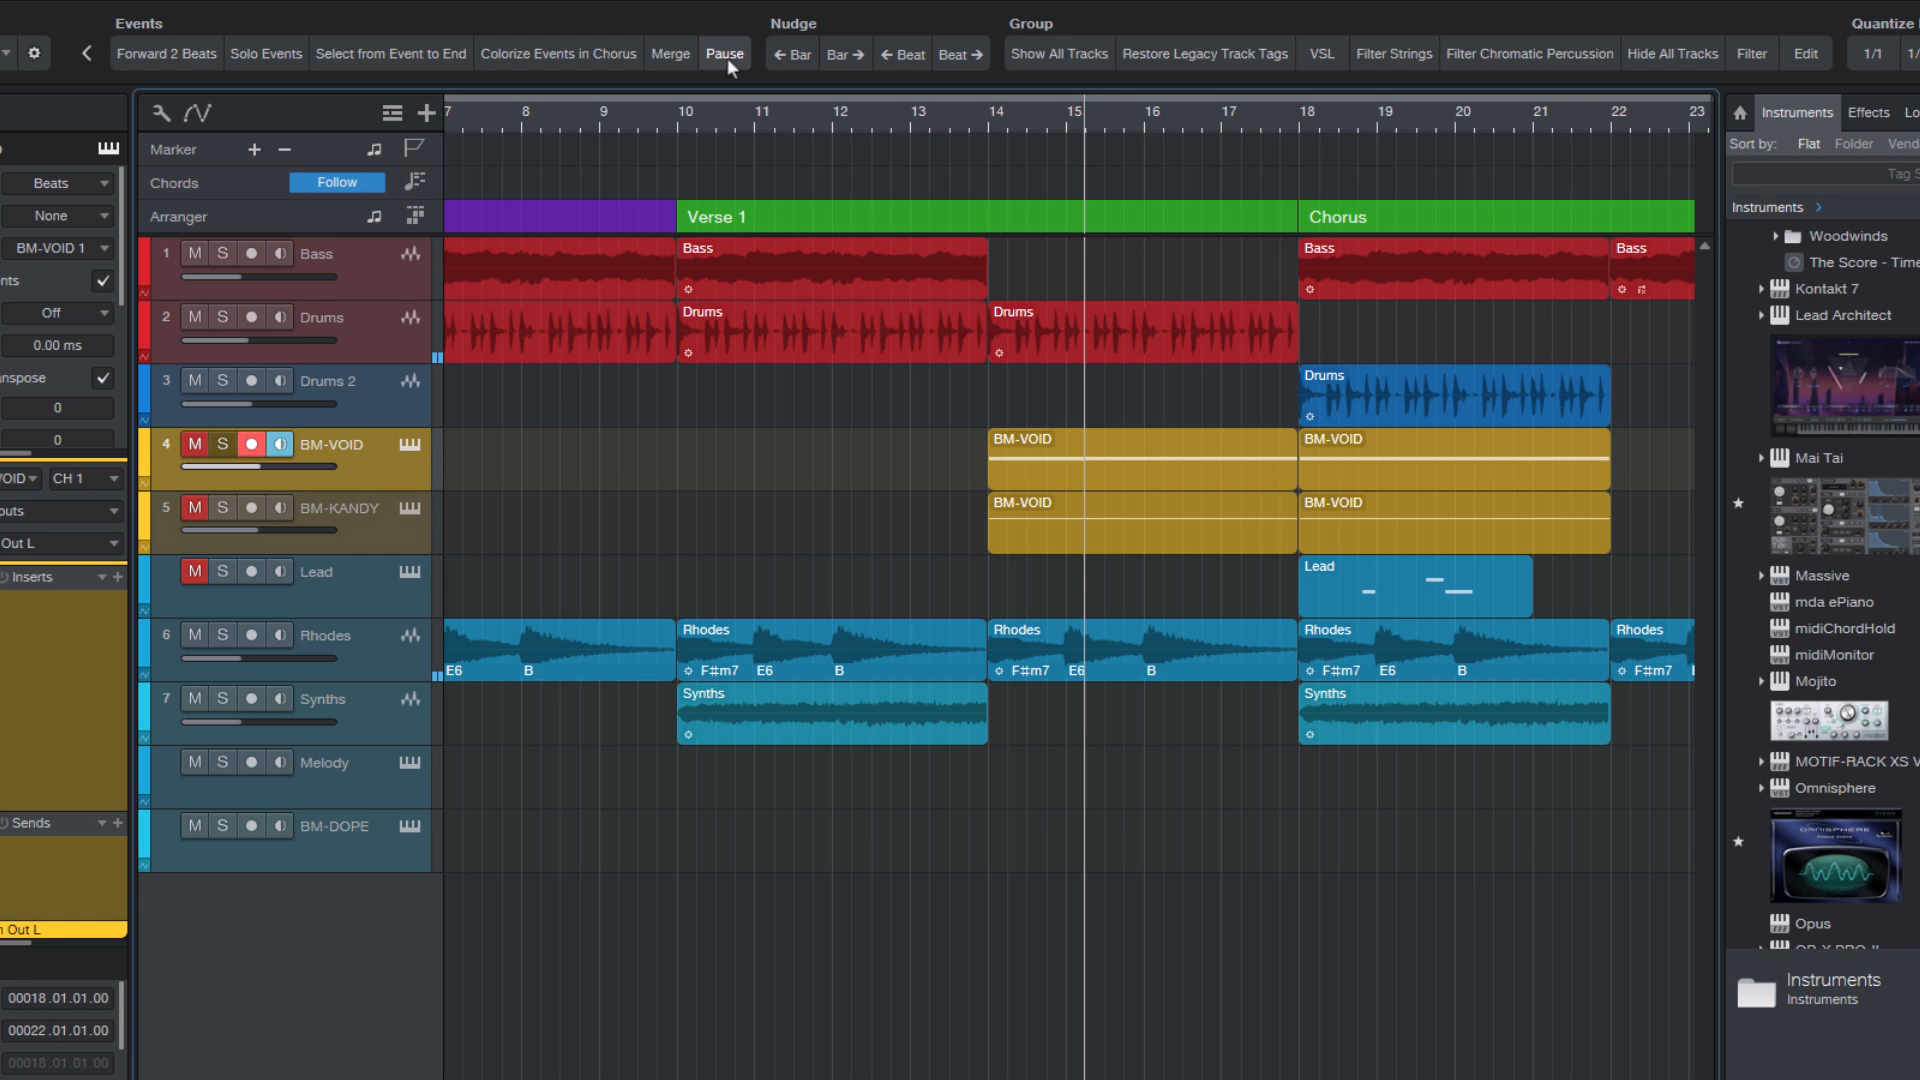 Events
Nudge
Group
Quantize
Forward 2 Beats
Solo Events
Select from Event to End
Colorize Events in Chorus
Merge
Pause
Bar
Bar
Beat
Beat
Show All Tracks
Restore Legacy Track Tags
VSL
Filter Strings
Filter Chromatic Percussion
Hide All Tracks
Filter
Edit
1/1
7 8 9 10 11 12 13 14 15 16 17 18 19 20 21 22 23
Marker
Chords
Follow
Arranger
Verse 1
Chorus
Beats
None
BM-VOID 1
nts
Off
0.00 ms
nspose
0
0
VOID
CH 1
outs
Out L
Inserts
Sends
n Out L
00018.01.01.00
00022.01.01.00
00018.01.01.00
1 M S Bass
2 M S Drums
3 M S Drums 2
4 M S BM-VOID
5 M S BM-KANDY
M S Lead
6 M S Rhodes
7 M S Synths
M S Melody
M S BM-DOPE
Bass
Bass
Bass
Drums
Drums
Drums
BM-VOID
BM-VOID
BM-VOID
BM-VOID
Lead
Rhodes
Rhodes
Rhodes
Rhodes
E6 B F#m7 E6 B F#m7 E6 B F#m7 E6 B F#m7
Synths
Synths
Instruments
Effects
Lo
Sort by:
Flat
Folder
Vend
Tag S
Instruments
Woodwinds
The Score - Time
Kontakt 7
Lead Architect
Mai Tai
Massive
mda ePiano
midiChordHold
midiMonitor
Mojito
MOTIF-RACK XS V
Omnisphere
OMNISPHERE
Opus
Instruments
Instruments